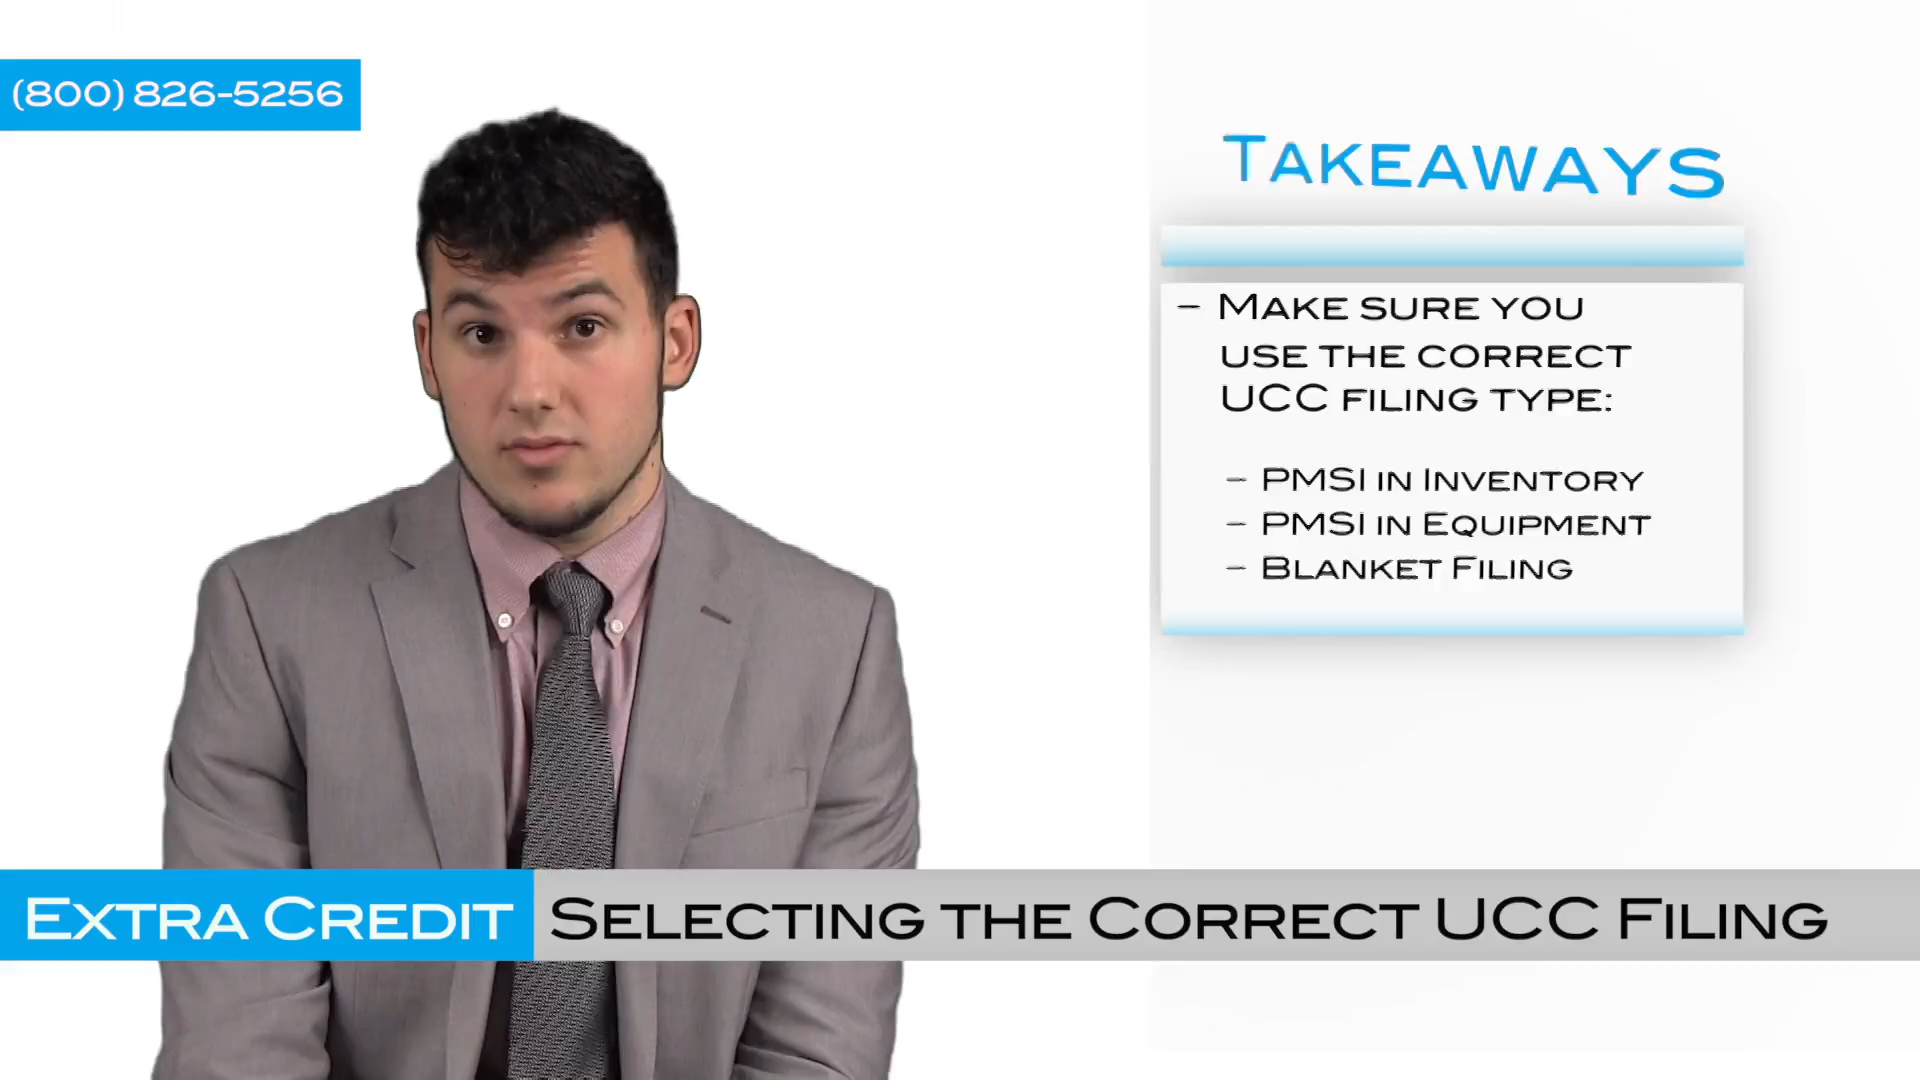 (800) 826-5256
Takeaways
– Make sure you
use the correct
UCC filing type:
– PMSI in Inventory
– PMSI in Equipment
– Blanket Filing
Extra Credit
Selecting the Correct UCC Filing